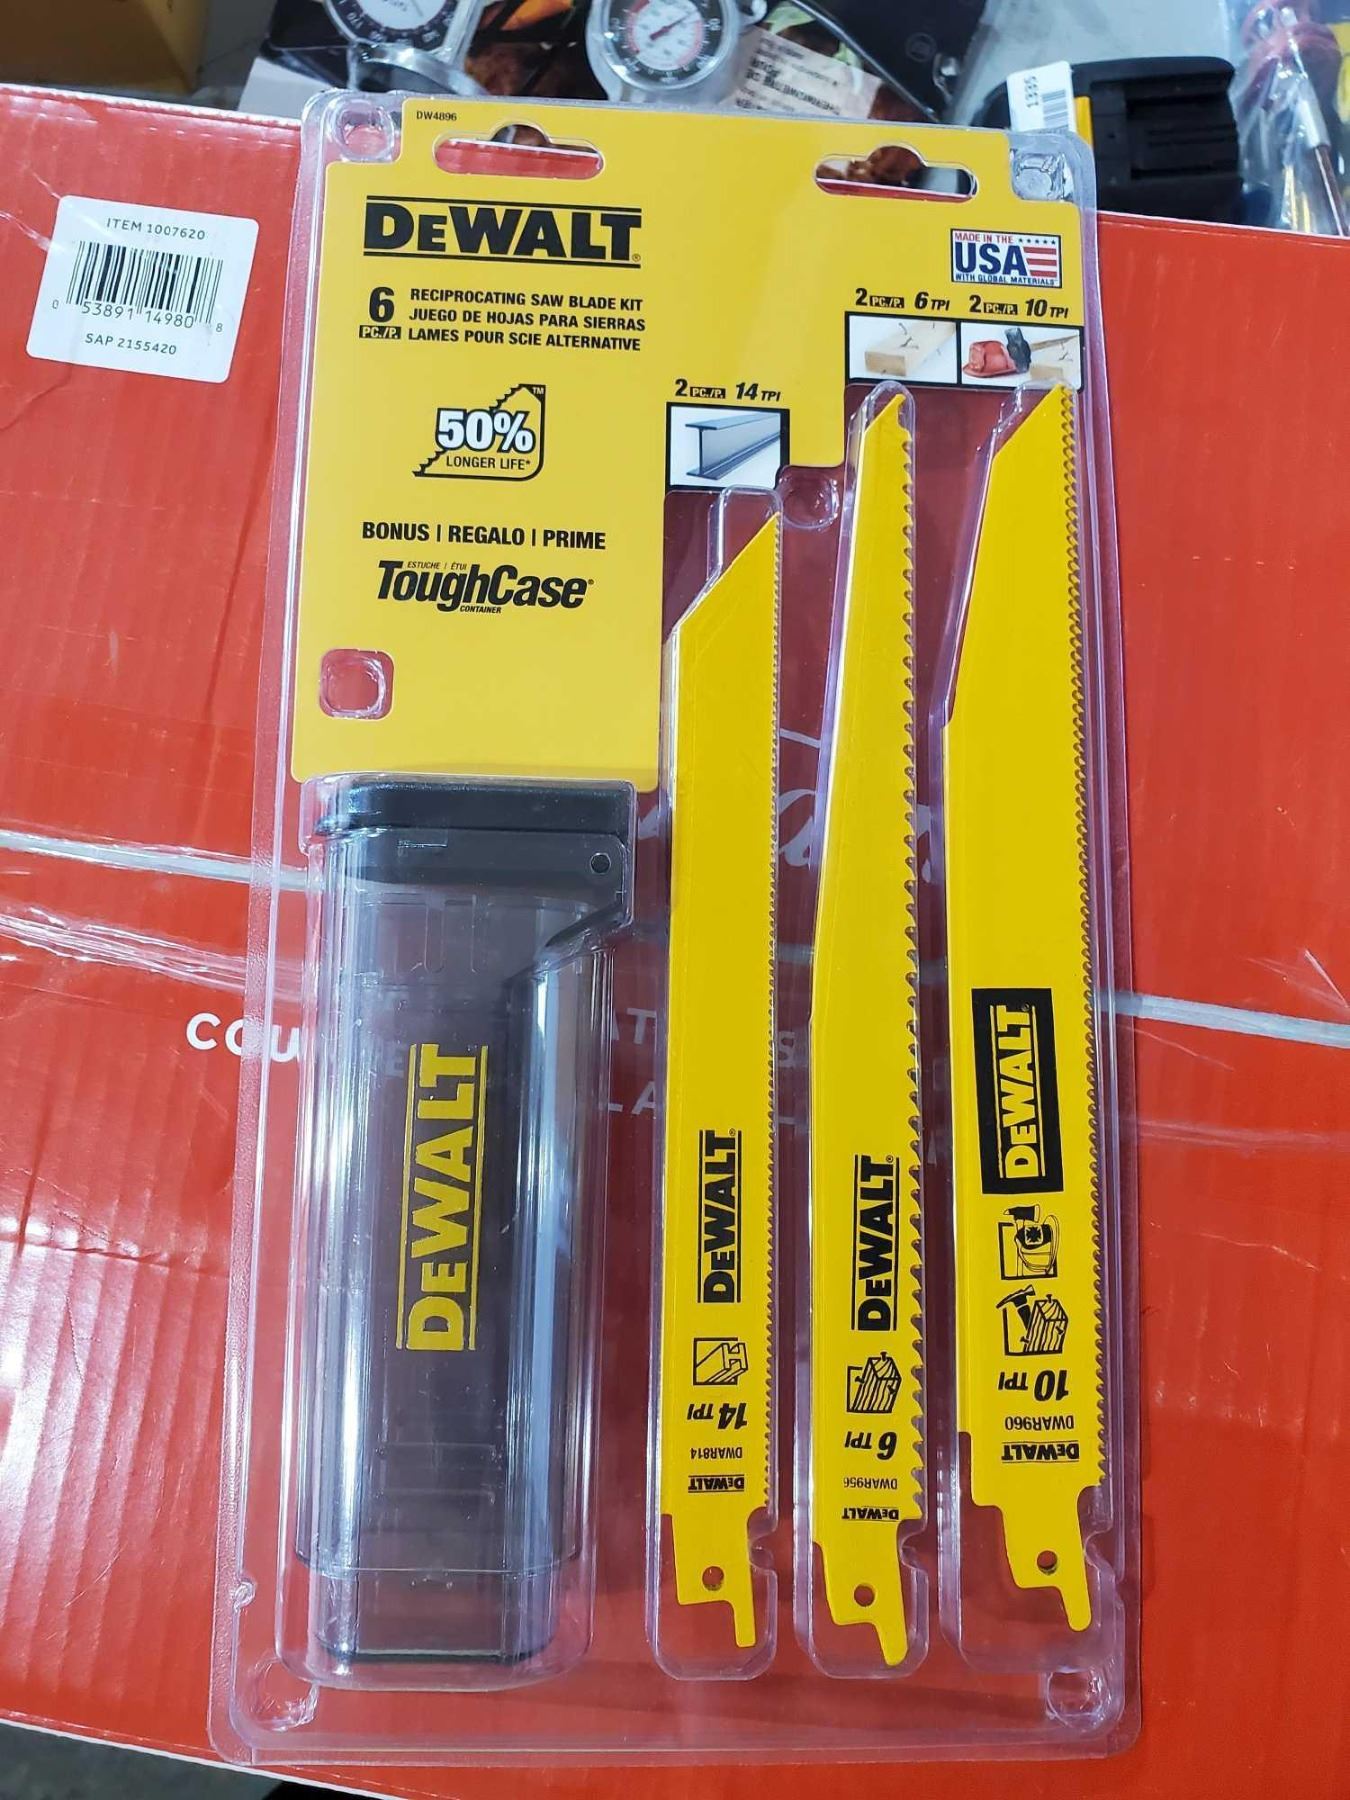 DW4896
DEWALT®
6 PC./P.
RECIPROCATING SAW BLADE KIT
JUEGO DE HOJAS PARA SIERRAS
LAMES POUR SCIE ALTERNATIVE
50%™
LONGER LIFE*
BONUS | REGALO | PRIME
ESTUCHE | ÉTUI
ToughCase®
CONTAINER
MADE IN THE
USA
WITH GLOBAL MATERIALS
2 PC./P. 6 TPI
2 PC./P. 10 TPI
2 PC./P. 14 TPI
ITEM 1007620
0 53891 14980 8
SAP 2155420
1335
DEWALT
DEWALT®
14 TPI
DWAR814
DEWALT
DEWALT®
6 TPI
DWAR956
DEWALT
DEWALT
10 TPI
DWAR960
DEWALT
COU